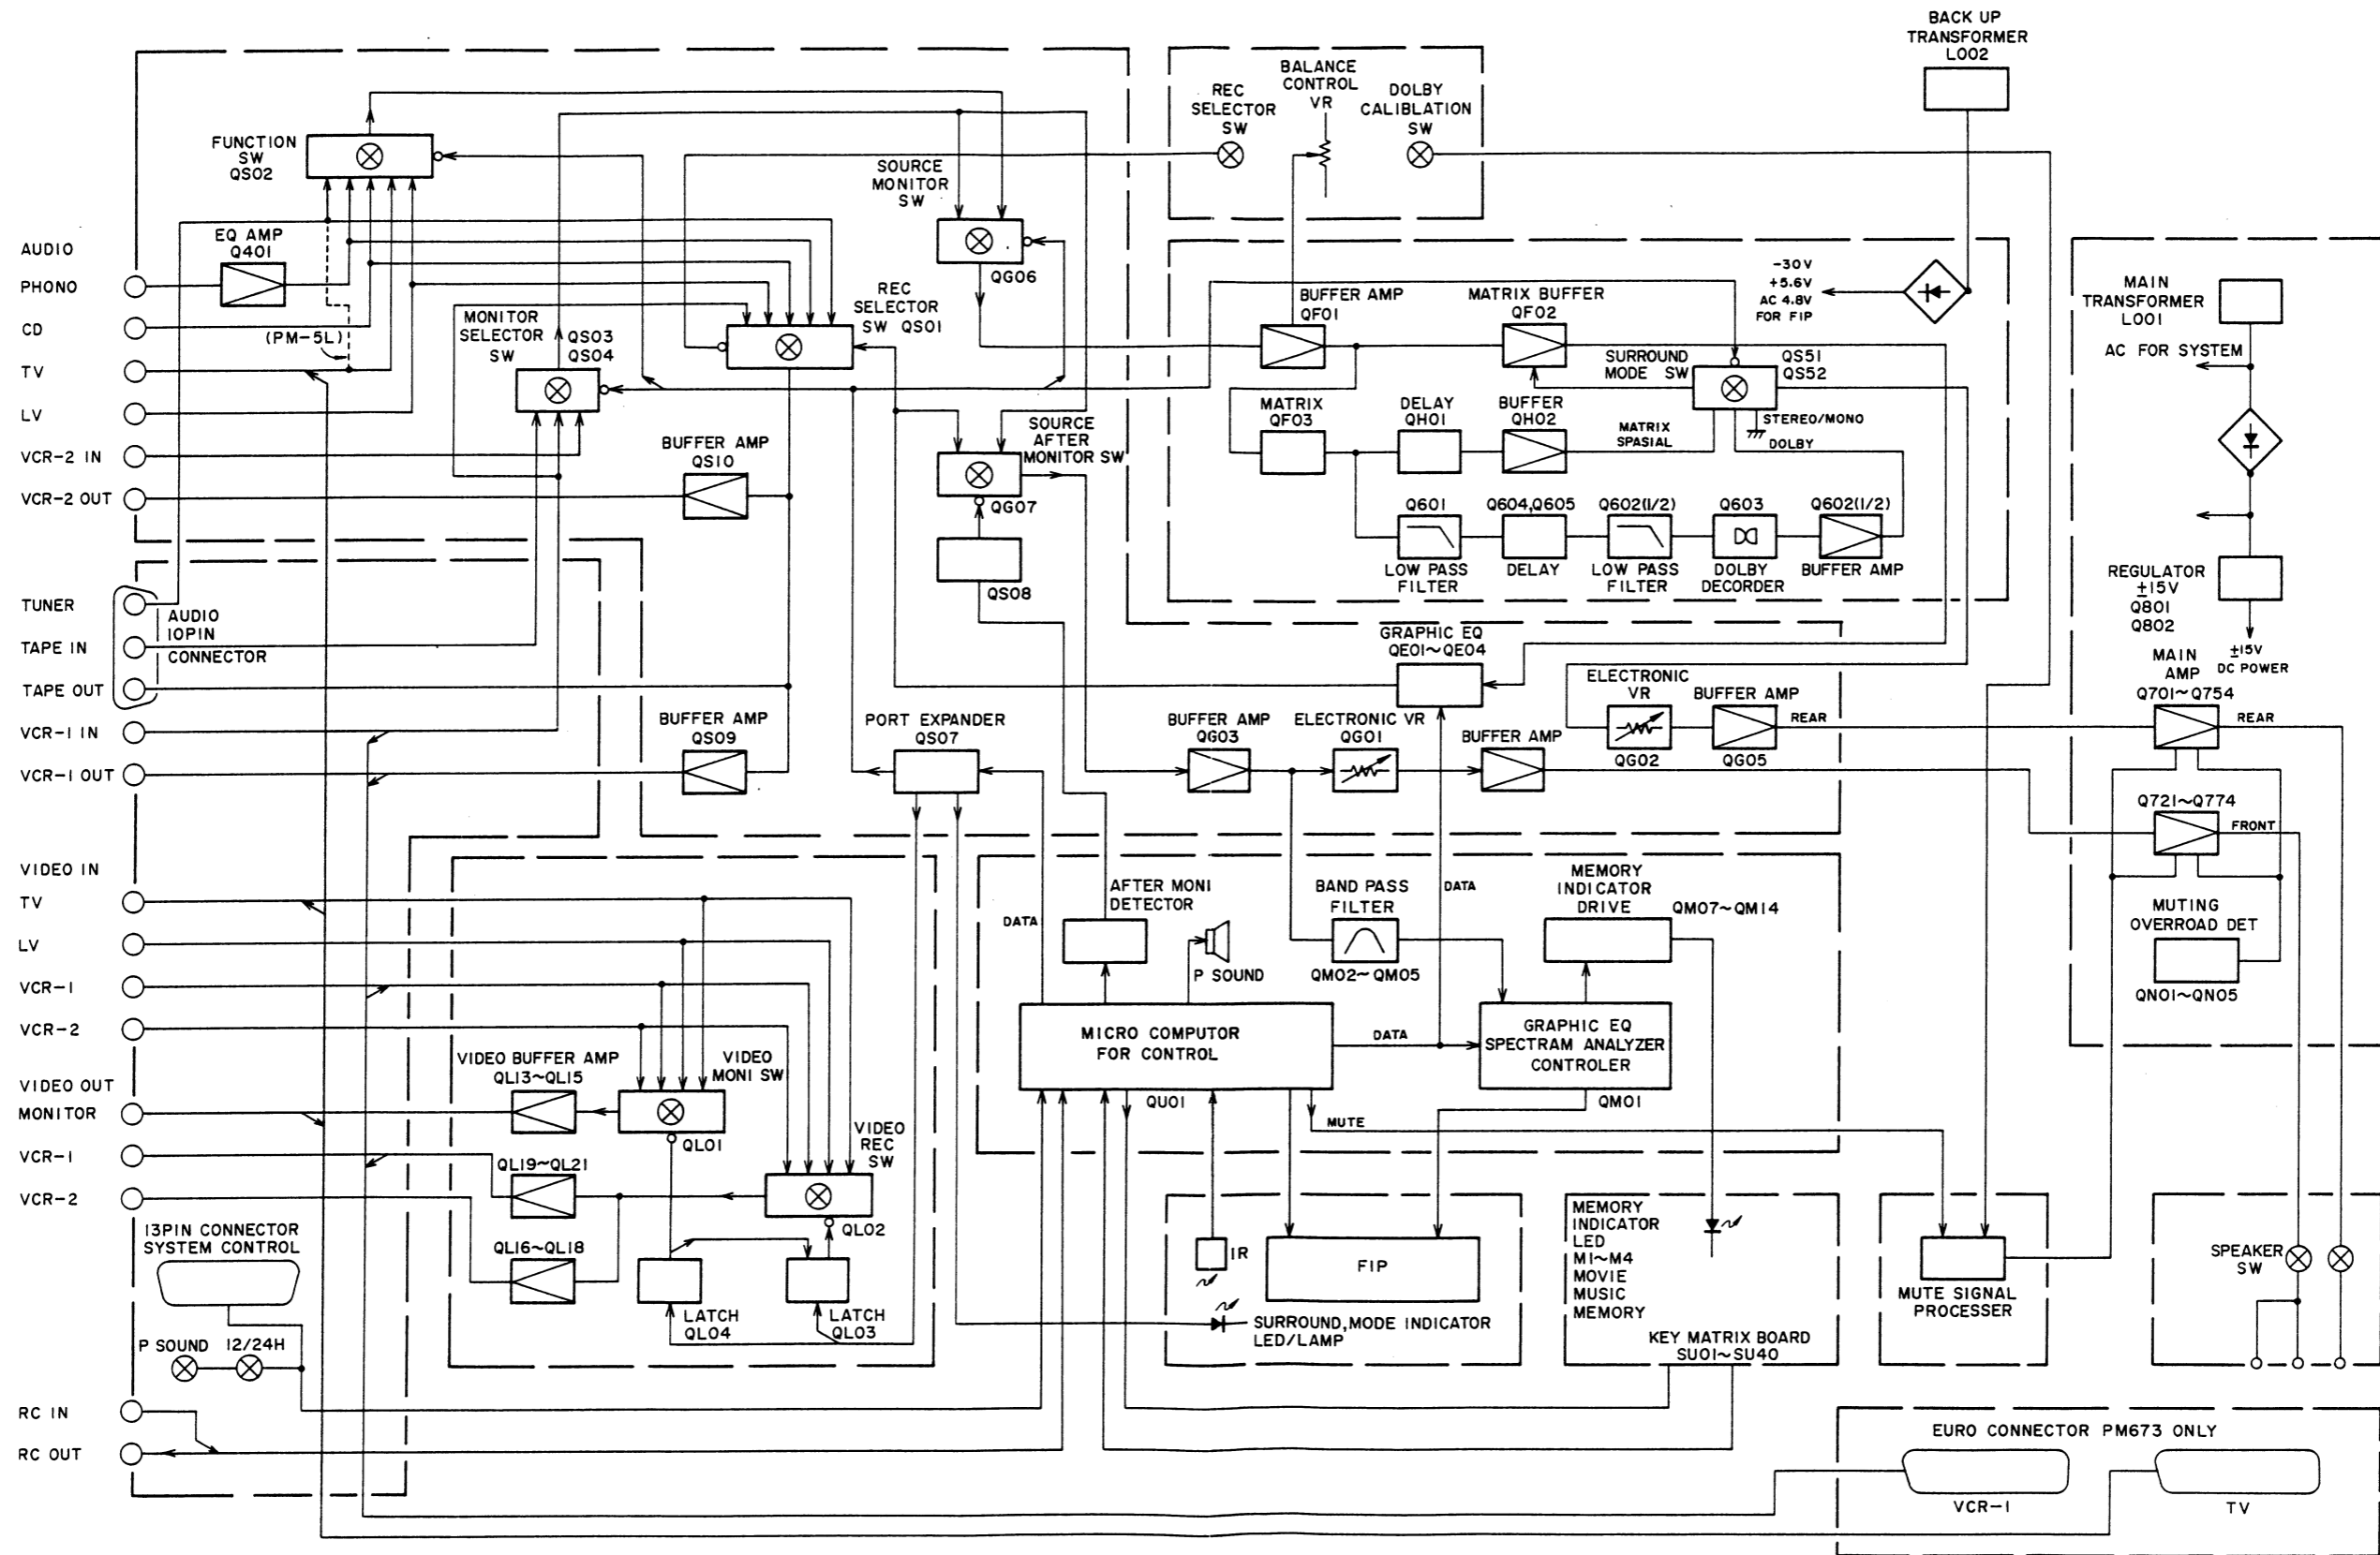 BACK UP
TRANSFORMER
L002
REC
SELECTOR
SW
BALANCE
CONTROL
VR
DOLBY
CALIBLATION
SW
FUNCTION
SW
QS02
SOURCE
MONITOR
SW
QG06
AUDIO
EQ AMP
Q401
PHONO
CD
(PM-5L)
TV
LV
VCR-2 IN
VCR-2 OUT
MONITOR
SELECTOR
SW
QS03
QS04
REC
SELECTOR
SW QS01
BUFFER AMP
QS10
SOURCE
AFTER
MONITOR SW
QG07
QS08
BUFFER AMP
QF01
MATRIX BUFFER
QF02
-30V
+5.6V
AC 4.8V
FOR FIP
SURROUND
MODE SW
QS51
QS52
MATRIX
QF03
DELAY
QH01
BUFFER
QH02
MATRIX
SPASIAL
STEREO/MONO
DOLBY
Q601
LOW PASS
FILTER
Q604,Q605
DELAY
Q602(1/2)
LOW PASS
FILTER
Q603
DOLBY
DECORDER
Q602(1/2)
BUFFER AMP
MAIN
TRANSFORMER
L001
AC FOR SYSTEM
REGULATOR
±15V
Q801
Q802
±15V
DC POWER
TUNER
TAPE IN
TAPE OUT
AUDIO
10PIN
CONNECTOR
VCR-1 IN
VCR-1 OUT
BUFFER AMP
QS09
PORT EXPANDER
QS07
GRAPHIC EQ
QE01~QE04
BUFFER AMP
QG03
ELECTRONIC VR
QG01
BUFFER AMP
ELECTRONIC
VR
QG02
BUFFER AMP
QG05
REAR
MAIN
AMP
Q701~Q754
REAR
Q721~Q774
FRONT
MUTING
OVERROAD DET
QN01~QN05
VIDEO IN
TV
LV
VCR-1
VCR-2
VIDEO OUT
MONITOR
VCR-1
VCR-2
VIDEO BUFFER AMP
QL13~QL15
VIDEO
MONI SW
QL01
QL19~QL21
VIDEO
REC
SW
QL02
QL16~QL18
LATCH
QL04
LATCH
QL03
DATA
AFTER MONI
DETECTOR
P SOUND
BAND PASS
FILTER
QM02~QM05
DATA
MEMORY
INDICATOR
DRIVE
QM07~QM14
MICRO COMPUTOR
FOR CONTROL
QU01
DATA
GRAPHIC EQ
SPECTRAM ANALYZER
CONTROLER
QM01
MUTE
13PIN CONNECTOR
SYSTEM CONTROL
P SOUND
12/24H
RC IN
RC OUT
IR
FIP
SURROUND,MODE INDICATOR
LED/LAMP
MEMORY
INDICATOR
LED
M1~M4
MOVIE
MUSIC
MEMORY
KEY MATRIX BOARD
SU01~SU40
MUTE SIGNAL
PROCESSER
SPEAKER
SW
EURO CONNECTOR PM673 ONLY
VCR-1
TV